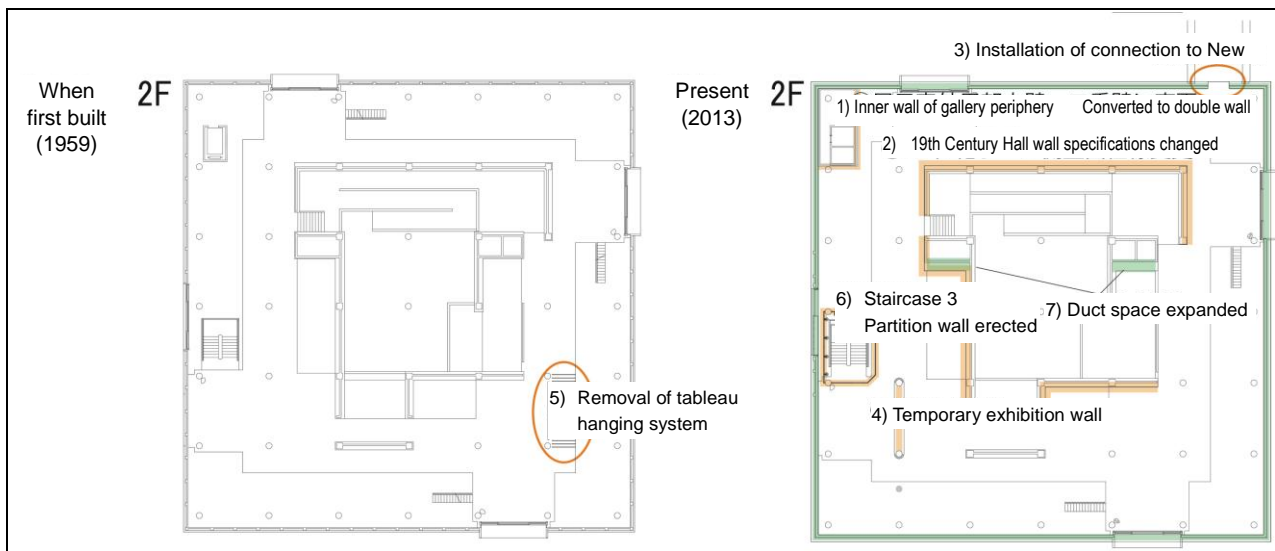 When
first built
(1959)
2F
5) Removal of tableau
hanging system
Present
(2013)
2F
3) Installation of connection to New
1) Inner wall of gallery periphery Converted to double wall
2) 19th Century Hall wall specifications changed
6) Staircase 3
Partition wall erected
7) Duct space expanded
4) Temporary exhibition wall